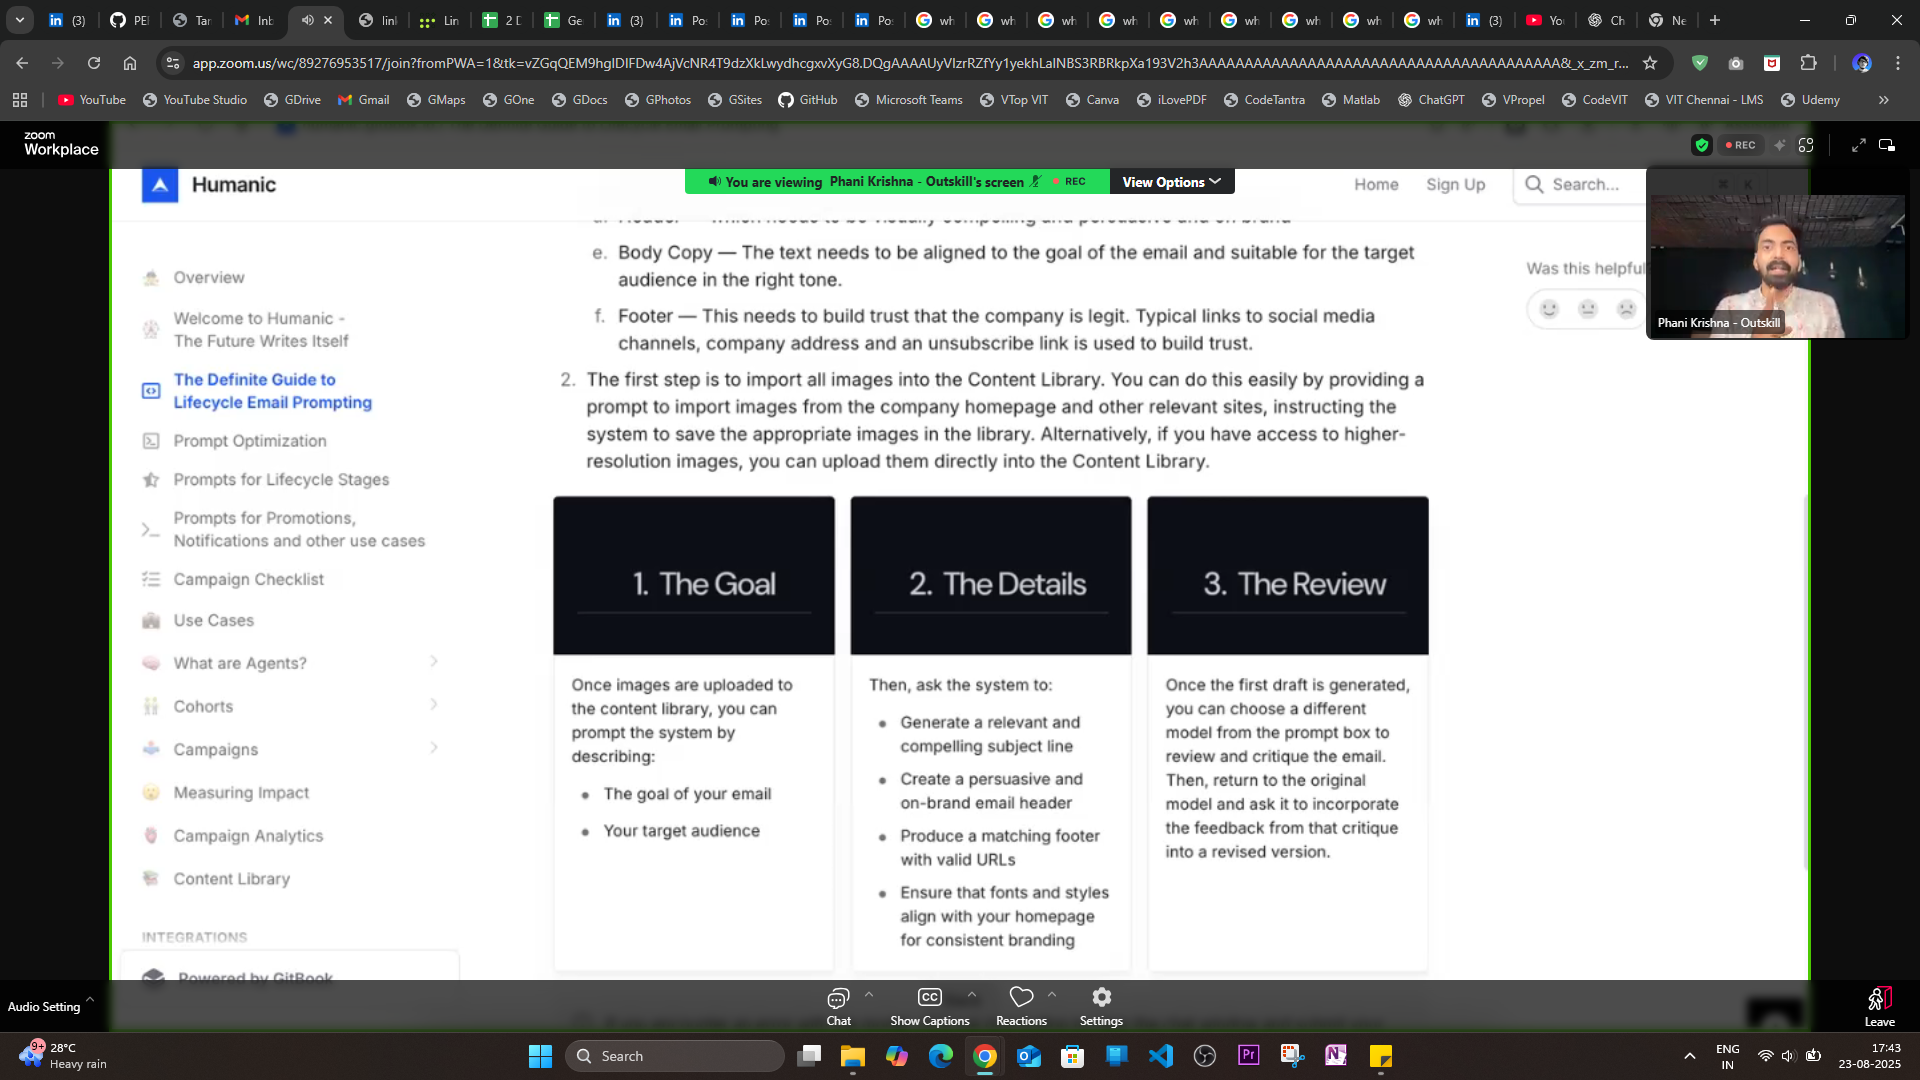 (3)
PEI
Tar
Inb
link
Lin
2 D
Ge
(3)
Po:
Po:
Po:
Po:
wh
wh
wh
wh
wh
wh
wh
wh
wh
(3)
Yo
Ch
Ne
YouTube
YouTube Studio
GDrive
Gmail
GMaps
GOne
GDocs
GPhotos
GSites
GitHub
Microsoft Teams
VTop VIT
Canva
iLovePDF
CodeTantra
Matlab
ChatGPT
VPropel
CodeVIT
VIT Chennai - LMS
Udemy
zoom
Workplace
REC
Humanic
You are viewing Phani Krishna - Outskill's screen
REC
View Options
Home
Sign Up
Search...
Overview
Welcome to Humanic -
The Future Writes Itself
The Definite Guide to
Lifecycle Email Prompting
Prompt Optimization
Prompts for Lifecycle Stages
Prompts for Promotions,
Notifications and other use cases
Campaign Checklist
Use Cases
What are Agents?
Cohorts
Campaigns
Measuring Impact
Campaign Analytics
Content Library
INTEGRATIONS
Powered by GitBook
e. Body Copy — The text needs to be aligned to the goal of the email and suitable for the target
audience in the right tone.
f. Footer — This needs to build trust that the company is legit. Typical links to social media
channels, company address and an unsubscribe link is used to build trust.
2. The first step is to import all images into the Content Library. You can do this easily by providing a
prompt to import images from the company homepage and other relevant sites, instructing the
system to save the appropriate images in the library. Alternatively, if you have access to higher-
resolution images, you can upload them directly into the Content Library.
1. The Goal
Once images are uploaded to
the content library, you can
prompt the system by
describing:
The goal of your email
Your target audience
2. The Details
Then, ask the system to:
Generate a relevant and
compelling subject line
Create a persuasive and
on-brand email header
Produce a matching footer
with valid URLs
Ensure that fonts and styles
align with your homepage
for consistent branding
3. The Review
Once the first draft is generated,
you can choose a different
model from the prompt box to
review and critique the email.
Then, return to the original
model and ask it to incorporate
the feedback from that critique
into a revised version.
Was this helpful
Phani Krishna - Outskill
Audio Setting
Chat
Show Captions
Reactions
Settings
Leave
9+
28°C
Heavy rain
Search
ENG
IN
17:43
23-08-2025